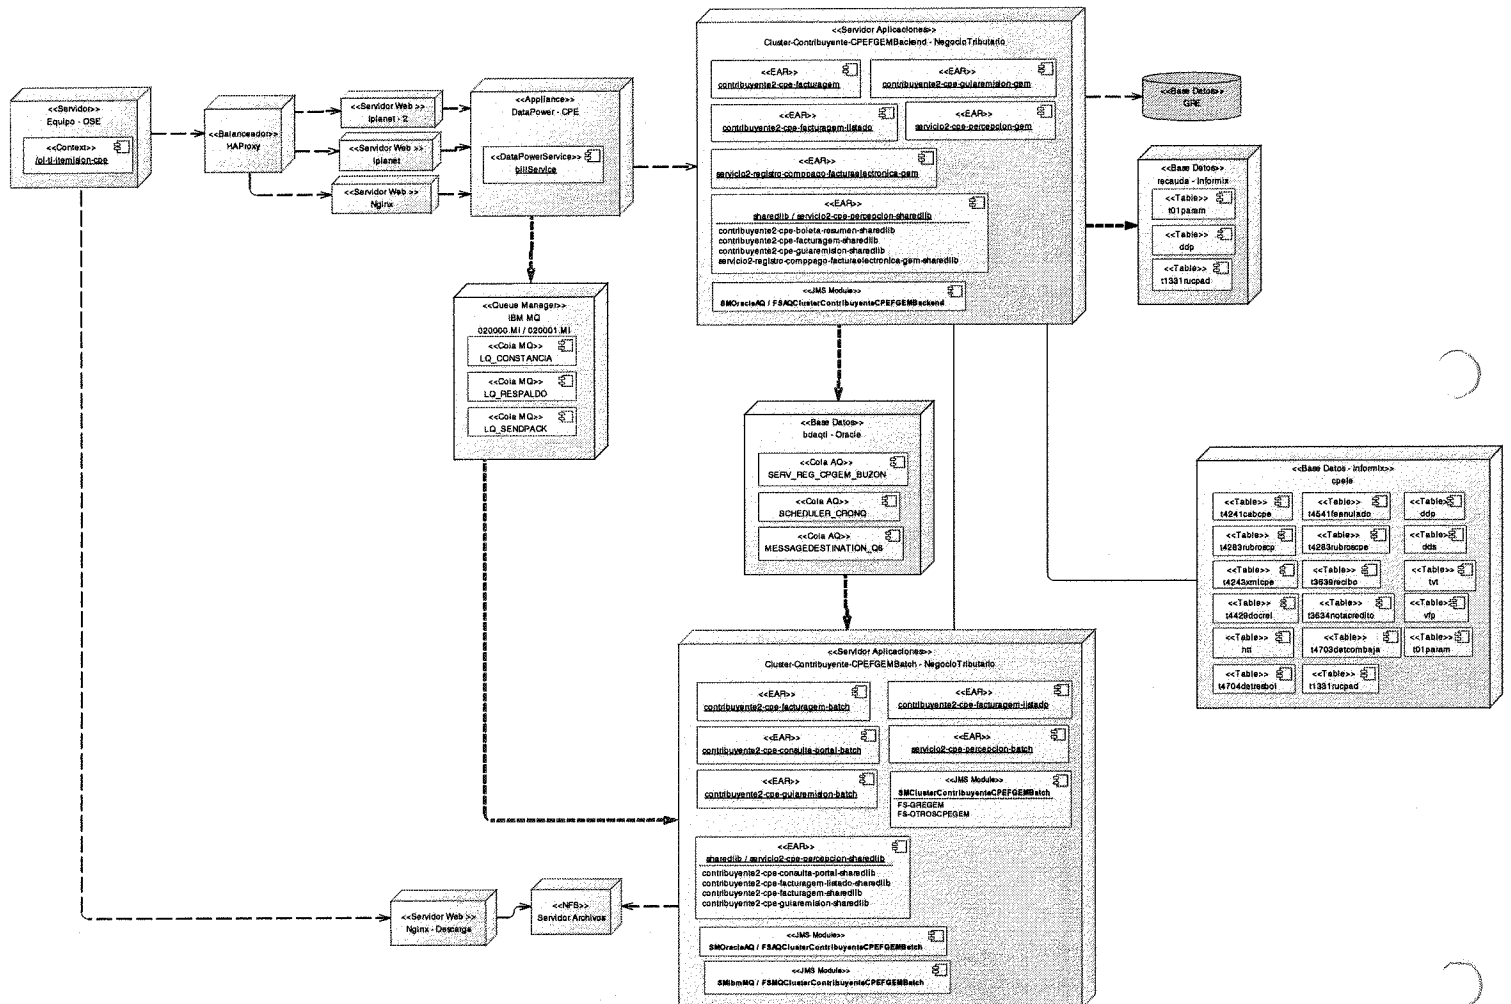 <<Servidor>>
Equipo - OSE
<<Context>>
/ol-ti-itemision-cpe
<<Balanceador>>
HAProxy
<<Servidor Web >>
Iplanet - 2
<<Servidor Web >>
Iplanet
<<Servidor Web >>
Nginx
<<Appliance>>
DataPower - CPE
<<DataPowerService>>
billService
<<Servidor Aplicaciones>>
Cluster-Contribuyente-CPEFGEMBackend - NegocioTributario
<<EAR>>
contribuyente2-cpe-facturagem
<<EAR>>
contribuyente2-cpe-guiaremision-gem
<<EAR>>
contribuyente2-cpe-facturagem-listado
<<EAR>>
servicio2-cpe-percepcion-gem
<<EAR>>
servicio2-registro-comppago-facturaelectronica-gem
<<EAR>>
sharedlib / servicio2-cpe-percepcion-sharedlib
contribuyente2-cpe-boleta-resumen-sharedlib
contribuyente2-cpe-facturagem-sharedlib
contribuyente2-cpe-guiaremision-sharedlib
servicio2-registro-comppago-facturaelectronica-gem-sharedlib
<<JMS Module>>
SMOracleAQ / FSAQClusterContribuyenteCPEFGEMBackend
<<Base Datos>>
GRE
<<Base Datos>>
recauda - Informix
<<Table>>
t01param
<<Table>>
ddp
<<Table>>
t1331rucpad
<<Queue Manager>>
IBM MQ
020000.MI / 020001.MI
<<Cola MQ>>
LQ_CONSTANCIA
<<Cola MQ>>
LQ_RESPALDO
<<Cola MQ>>
LQ_SENDPACK
<<Base Datos>>
bdaqti - Oracle
<<Cola AQ>>
SERV_REG_CPGEM_BUZON
<<Cola AQ>>
SCHEDULER_CRONQ
<<Cola AQ>>
MESSAGEDESTINATION_Q6
<<Base Datos - Informix>>
cpele
<<Table>>
t4241cabcpe
<<Table>>
t4541feanulado
<<Table>>
ddp
<<Table>>
t4283rubroscp
<<Table>>
t4283rubroscpe
<<Table>>
dds
<<Table>>
t4243xmlcpe
<<Table>>
t3639recibo
<<Table>>
tvt
<<Table>>
t4429docrel
<<Table>>
t3634notacredito
<<Table>>
vfp
<<Table>>
htt
<<Table>>
t4703detcombaja
<<Table>>
t01param
<<Table>>
t4704detresbol
<<Table>>
t1331rucpad
<<Servidor Aplicaciones>>
Cluster-Contribuyente-CPEFGEMBatch - NegocioTributario
<<EAR>>
contribuyente2-cpe-facturagem-batch
<<EAR>>
contribuyente2-cpe-facturagem-listado
<<EAR>>
contribuyente2-cpe-consulta-portal-batch
<<EAR>>
servicio2-cpe-percepcion-batch
<<EAR>>
contribuyente2-cpe-guiaremision-batch
<<JMS Module>>
SMClusterContribuyenteCPEFGEMBatch
FS-GREGEM
FS-OTROSCPEGEM
<<EAR>>
sharedlib / servicio2-cpe-percepcion-sharedlib
contribuyente2-cpe-consulta-portal-sharedlib
contribuyente2-cpe-facturagem-listado-sharedlib
contribuyente2-cpe-facturagem-sharedlib
contribuyente2-cpe-guiaremision-sharedlib
<<JMS Module>>
SMOracleAQ / FSAQClusterContribuyenteCPEFGEMBatch
<<JMS Module>>
SMIbmMQ / FSMQClusterContribuyenteCPEFGEMBatch
<<Servidor Web >>
Nginx - Descarga
<<NFS>>
Servidor Archivos